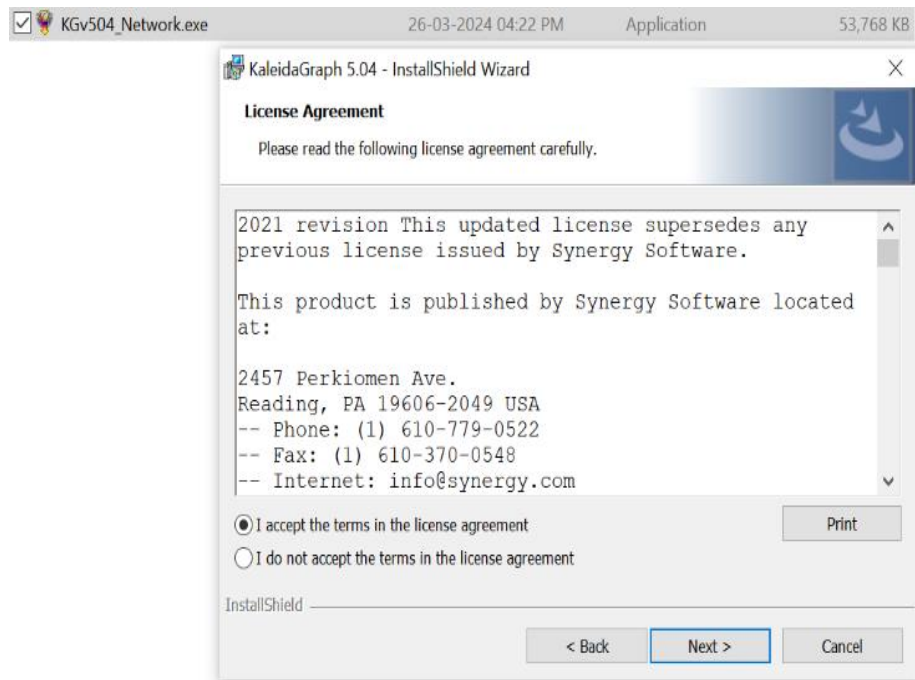 KGv504_Network.exe 26-03-2024 04:22 PM Application 53,768 KB
KaleidaGraph 5.04 - InstallShield Wizard
License Agreement
Please read the following license agreement carefully.
2021 revision This updated license supersedes any
previous license issued by Synergy Software.
This product is published by Synergy Software located
at:
2457 Perkiomen Ave.
Reading, PA 19606-2049 USA
-- Phone: (1) 610-779-0522
-- Fax: (1) 610-370-0548
-- Internet: info@synergy.com
I accept the terms in the license agreement
Print
I do not accept the terms in the license agreement
InstallShield
< Back Next > Cancel